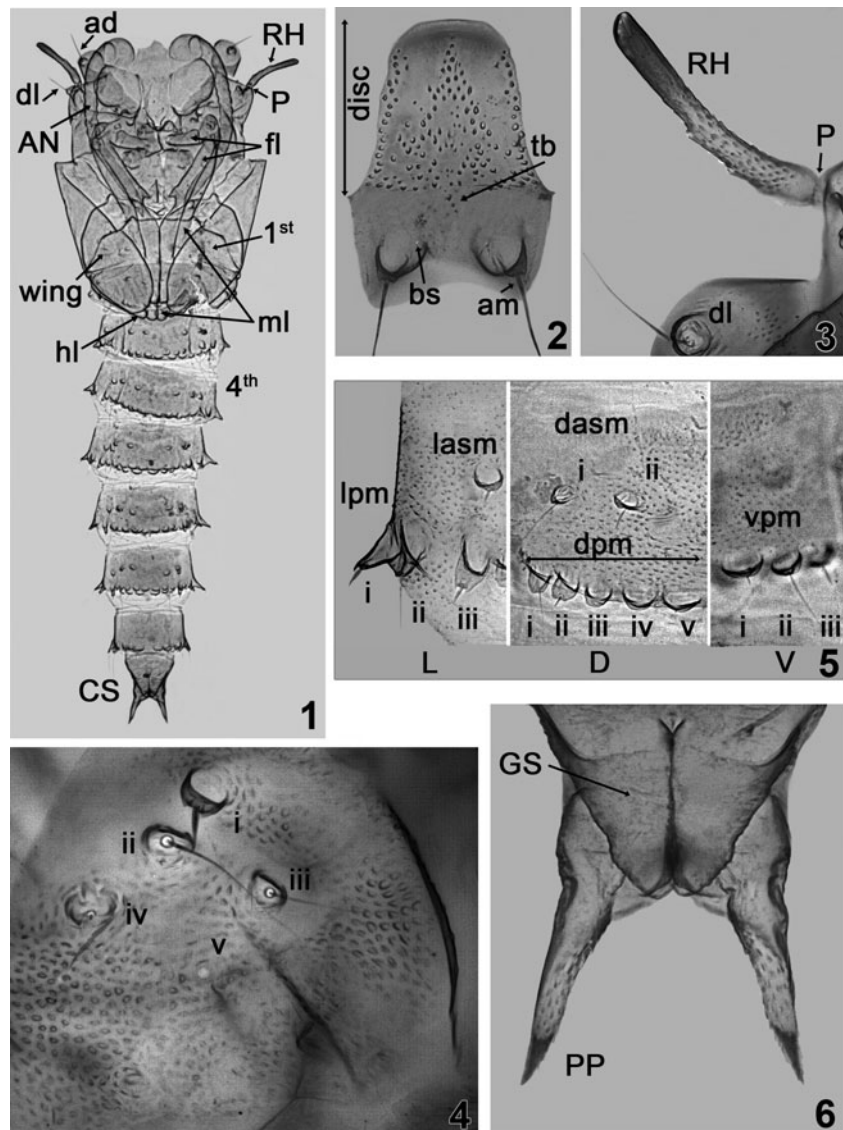 ad
RH
dl
P
AN
fl
1st
wing
ml
hl
4th
CS
1
disc
tb
bs
am
2
RH
P
dl
3
lasm
lpm
i
ii
iii
L
dasm
i
ii
dpm
i
ii
iii
iv
v
D
vpm
i
ii
iii
V
5
i
ii
iii
iv
v
4
GS
PP
6